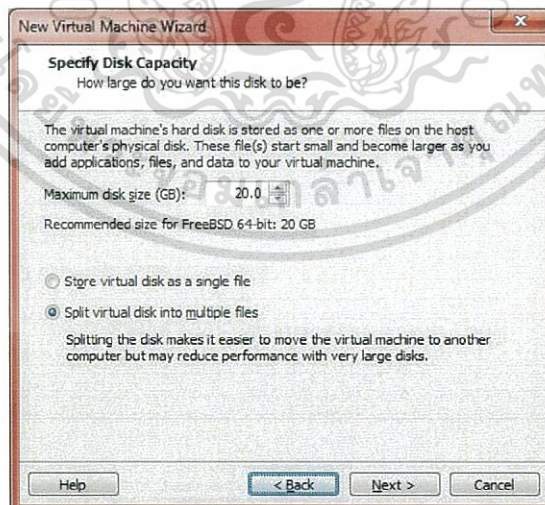 New Virtual Machine Wizard
Specify Disk Capacity
How large do you want this disk to be?
The virtual machine's hard disk is stored as one or more files on the host
computer's physical disk. These file(s) start small and become larger as you
add applications, files, and data to your virtual machine.
Maximum disk size (GB): 20.0
Recommended size for FreeBSD 64-bit: 20 GB
Store virtual disk as a single file
Split virtual disk into multiple files
Splitting the disk makes it easier to move the virtual machine to another
computer but may reduce performance with very large disks.
Help < Back Next > Cancel